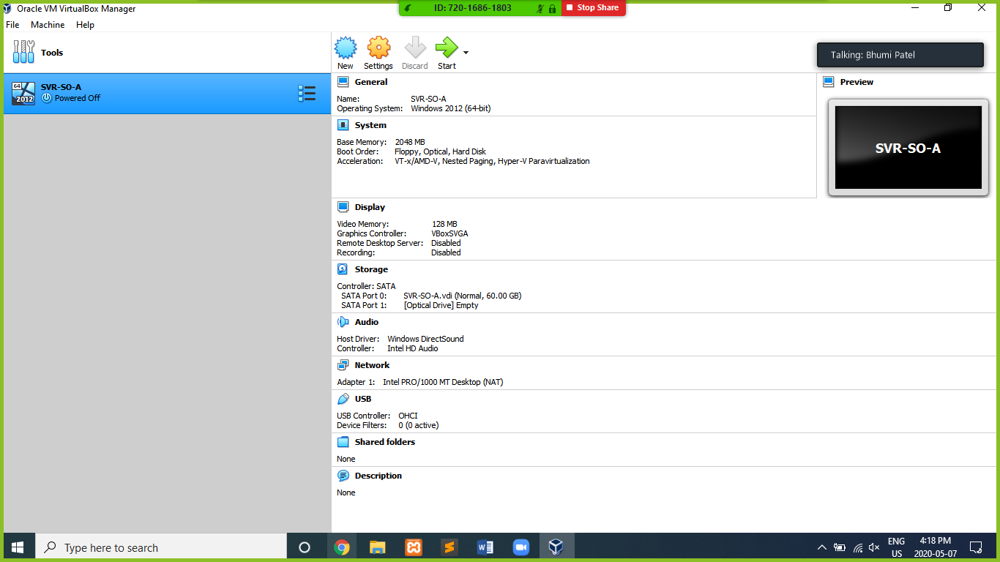 Oracle VM VirtualBox Manager
ID: 720-1686-1803
Stop Share
File Machine Help
Talking: Bhumi Patel
Tools
New Settings Discard Start
64
2012
SVR-SO-A
Powered Off
General
Name: SVR-SO-A
Operating System: Windows 2012 (64-bit)
Preview
SVR-SO-A
System
Base Memory: 2048 MB
Boot Order: Floppy, Optical, Hard Disk
Acceleration: VT-x/AMD-V, Nested Paging, Hyper-V Paravirtualization
Display
Video Memory: 128 MB
Graphics Controller: VBoxSVGA
Remote Desktop Server: Disabled
Recording: Disabled
Storage
Controller: SATA
SATA Port 0: SVR-SO-A.vdi (Normal, 60.00 GB)
SATA Port 1: [Optical Drive] Empty
Audio
Host Driver: Windows DirectSound
Controller: Intel HD Audio
Network
Adapter 1: Intel PRO/1000 MT Desktop (NAT)
USB
USB Controller: OHCI
Device Filters: 0 (0 active)
Shared folders
None
Description
None
Type here to search
ENG
US
4:18 PM
2020-05-07